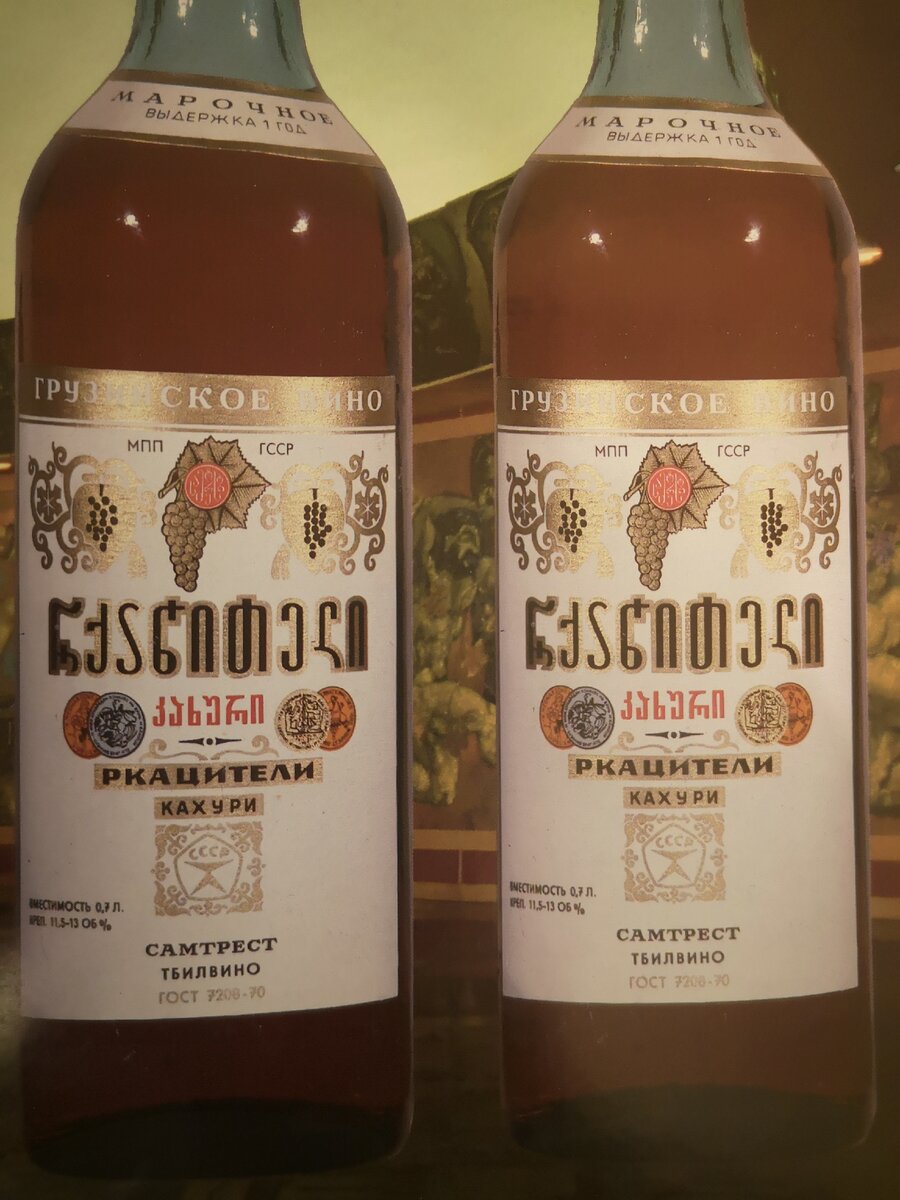 МАРОЧНОЕ
ВЫДЕРЖКА 1 ГОД
ГРУЗИНСКОЕ ВИНО
МПП ГССР
რქაწითელი
კახური
РКАЦИТЕЛИ
КАХУРИ
СССР
ВМЕСТИМОСТЬ 0,7 Л.
КРЕП. 11,5-13 ОБ %
САМТРЕСТ
ТБИЛВИНО
ГОСТ 7208-70
МАРОЧНОЕ
ВЫДЕРЖКА 1 ГОД
ГРУЗИНСКОЕ ВИНО
МПП ГССР
რქაწითელი
კახური
РКАЦИТЕЛИ
КАХУРИ
СССР
ВМЕСТИМОСТЬ 0,7 Л.
КРЕП. 11,5-13 ОБ %
САМТРЕСТ
ТБИЛВИНО
ГОСТ 7208-70